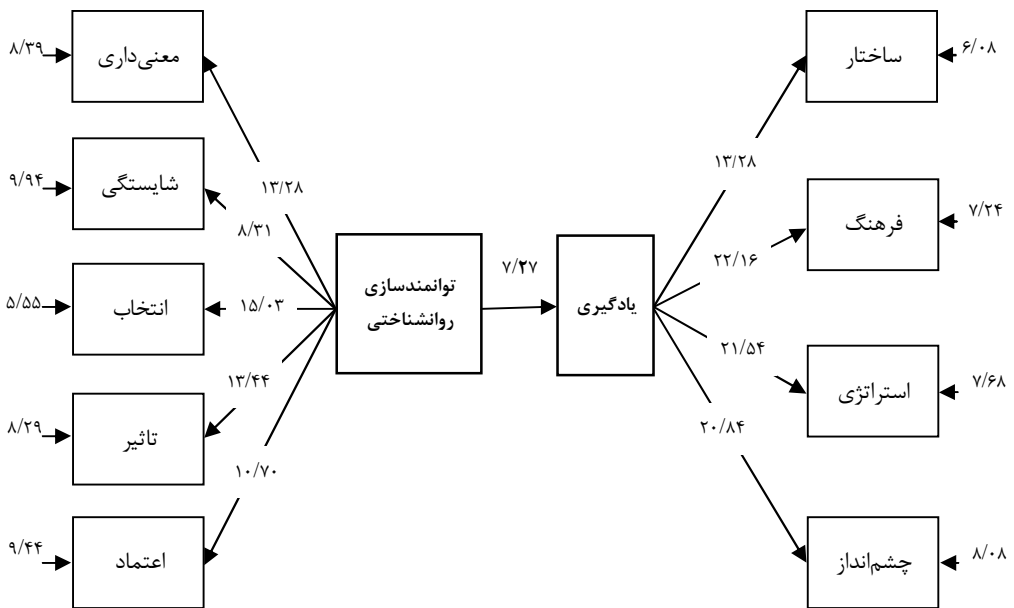 ۸/۳۹
معنی‌داری
۱۳/۲۸
ساختار
۶/۰۸
۹/۹۴
شایستگی
۸/۳۱
۱۳/۲۸
فرهنگ
۷/۲۴
۲۲/۱۶
۵/۵۵
انتخاب
۱۵/۰۳
توانمندسازی
روانشناختی
۷/۲۷
یادگیری
۸/۲۹
تاثیر
۱۳/۴۴
۲۱/۵۴
استراتژی
۷/۶۸
۹/۴۴
اعتماد
۱۰/۷۰
۲۰/۸۴
چشم‌انداز
۸/۰۸